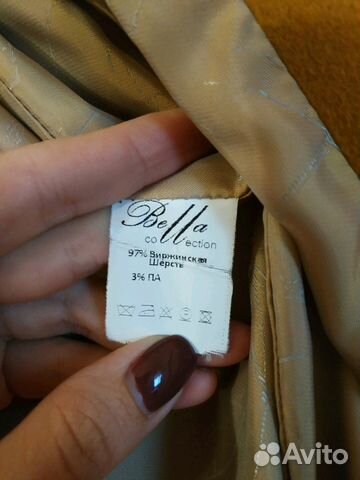 Bella
collection
97% Виржинская
Шерсть
3% ПА
Avito